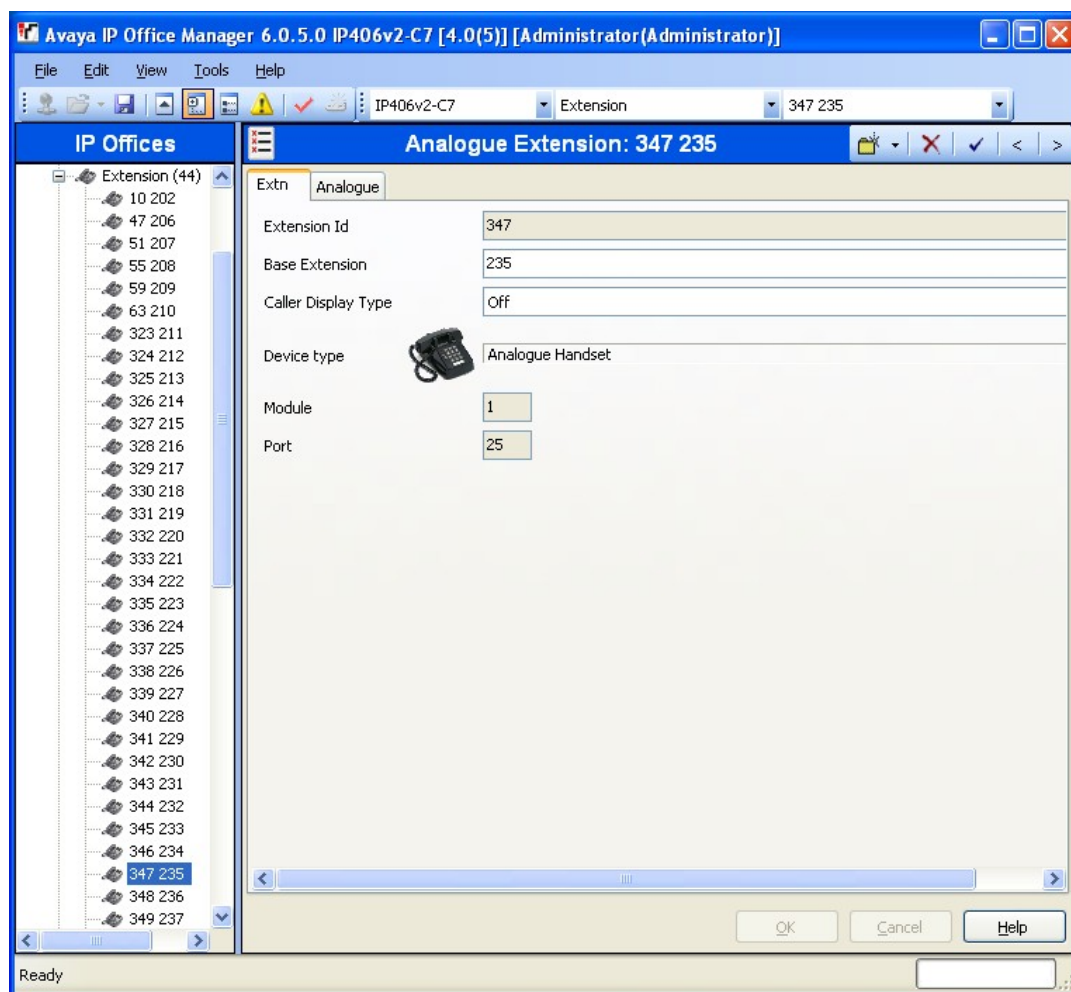 Avaya IP Office Manager 6.0.5.0 IP406v2-C7 [4.0(5)] [Administrator(Administrator)]
File Edit View Tools Help
IP406v2-C7 Extension 347 235
IP Offices
Analogue Extension: 347 235
Extension (44)
10 202
47 206
51 207
55 208
59 209
63 210
323 211
324 212
325 213
326 214
327 215
328 216
329 217
330 218
331 219
332 220
333 221
334 222
335 223
336 224
337 225
338 226
339 227
340 228
341 229
342 230
343 231
344 232
345 233
346 234
347 235
348 236
349 237
Extn Analogue
Extension Id 347
Base Extension 235
Caller Display Type Off
Device type Analogue Handset
Module 1
Port 25
OK Cancel Help
Ready